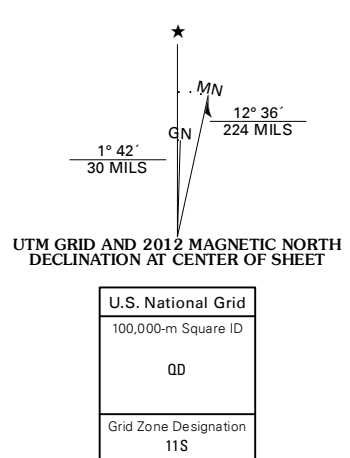 ★
MN
GN
12° 36´
224 MILS
1° 42´
30 MILS
UTM GRID AND 2012 MAGNETIC NORTH
DECLINATION AT CENTER OF SHEET
U.S. National Grid
100,000-m Square ID
QD
Grid Zone Designation
11S